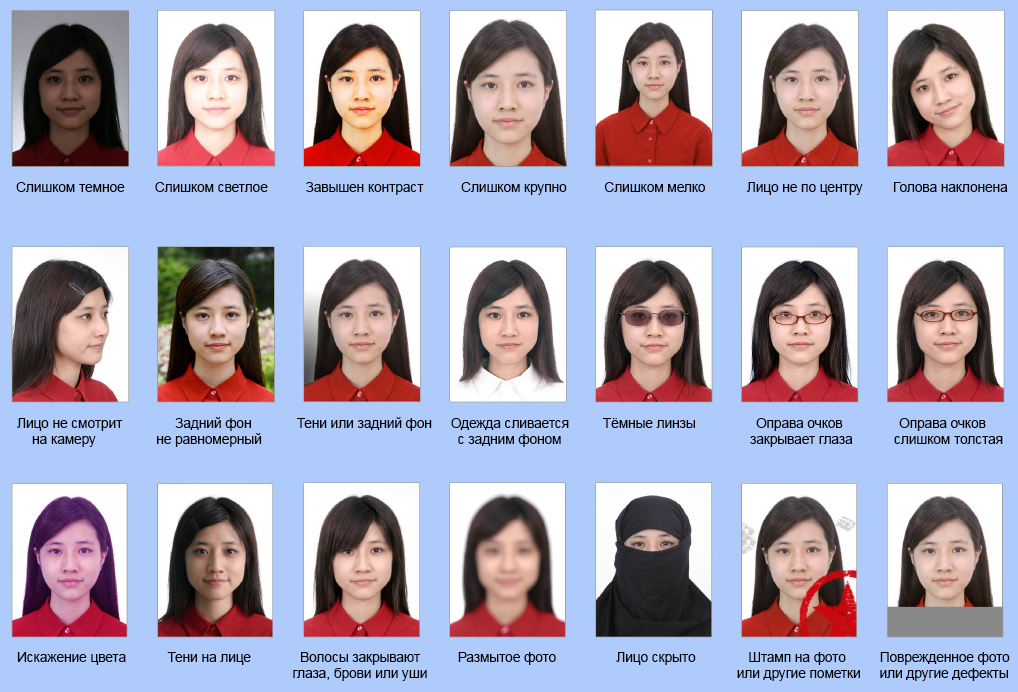 Слишком темное
Слишком светлое
Завышен контраст
Слишком крупно
Слишком мелко
Лицо не по центру
Голова наклонена
Лицо не смотрит
на камеру
Задний фон
не равномерный
Тени или задний фон
Одежда сливается
с задним фоном
Тёмные линзы
Оправа очков
закрывает глаза
Оправа очков
слишком толстая
Искажение цвета
Тени на лице
Волосы закрывают
глаза, брови или уши
Размытое фото
Лицо скрыто
Штамп на фото
или другие пометки
Поврежденное фото
или другие дефекты